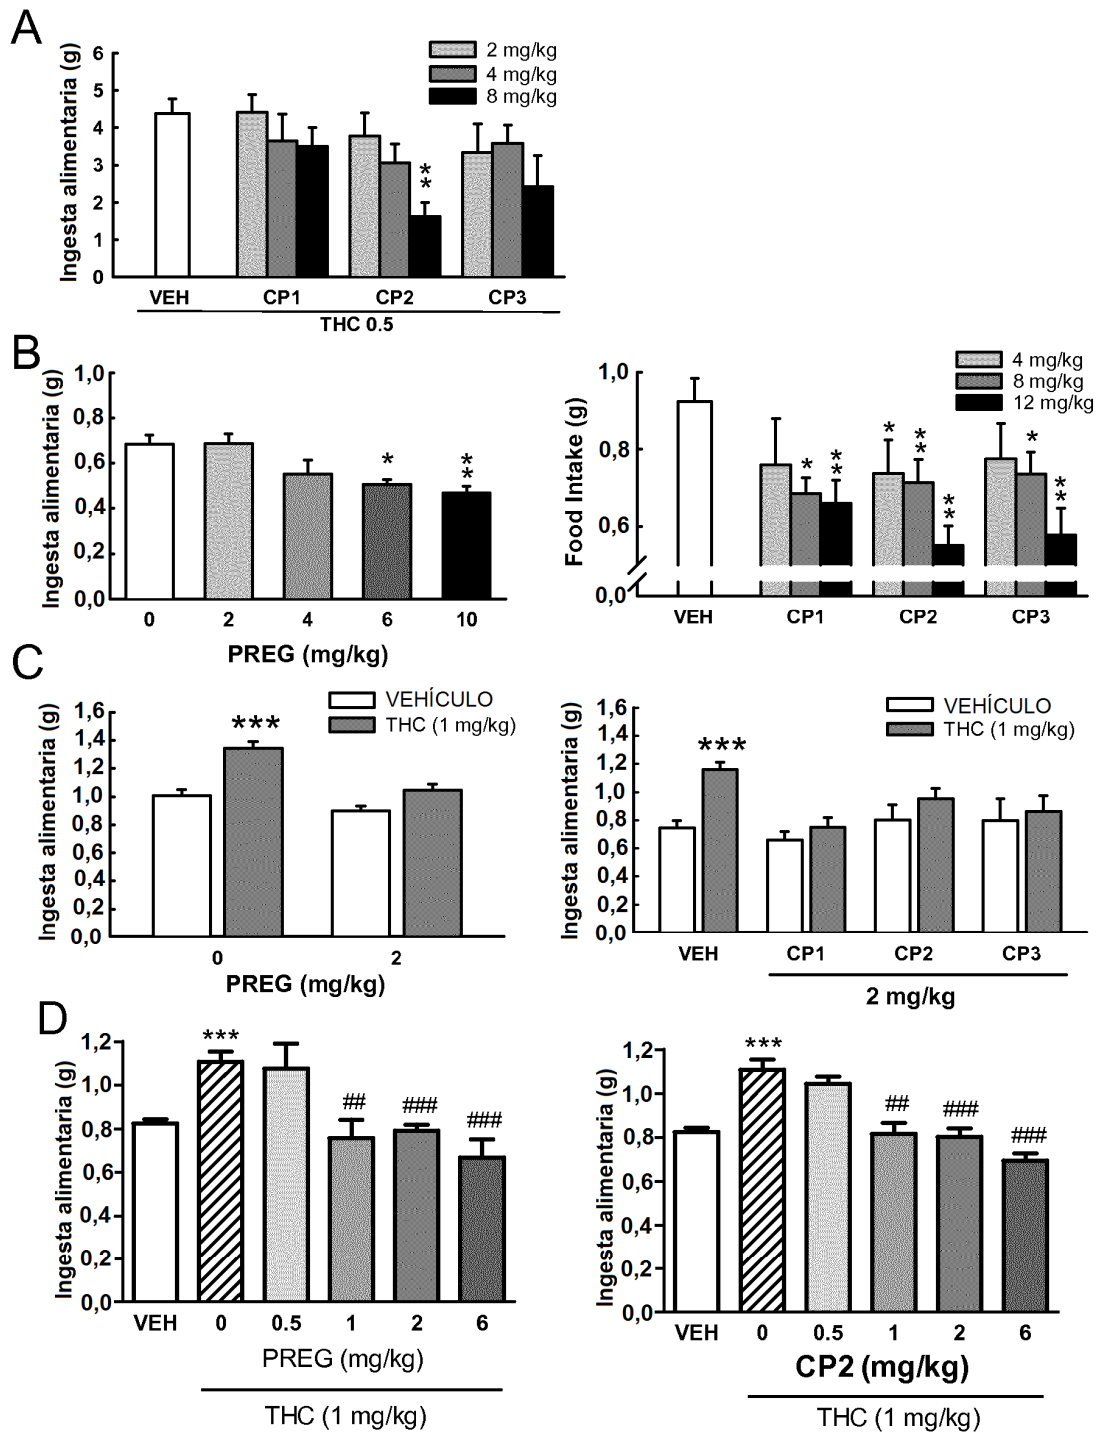 A
Ingesta alimentaria (g)
6
5
4
3
2
1
0
2 mg/kg
4 mg/kg
8 mg/kg
**
VEH
CP1
CP2
CP3
THC 0.5
B
Ingesta alimentaria (g)
1,0
0,8
0,6
0,4
0,2
0,0
*
**
0
2
4
6
10
PREG (mg/kg)
Food Intake (g)
1,0
0,8
0,6
0,0
4 mg/kg
8 mg/kg
12 mg/kg
*
**
*
**
**
*
**
VEH
CP1
CP2
CP3
C
Ingesta alimentaria (g)
1,6
1,4
1,2
1,0
0,8
0,6
0,4
0,2
0,0
VEHÍCULO
THC (1 mg/kg)
***
0
2
PREG (mg/kg)
Ingesta alimentaria (g)
1,6
1,4
1,2
1,0
0,8
0,6
0,4
0,2
0,0
VEHÍCULO
THC (1 mg/kg)
***
VEH
CP1
CP2
CP3
2 mg/kg
D
Ingesta alimentaria (g)
1,2
1,0
0,8
0,6
0,4
0,2
0,0
***
##
###
###
VEH
0
0.5
1
2
6
PREG (mg/kg)
THC (1 mg/kg)
Ingesta alimentaria (g)
1,2
1,0
0,8
0,6
0,4
0,2
0,0
***
##
###
###
VEH
0
0.5
1
2
6
CP2 (mg/kg)
THC (1 mg/kg)